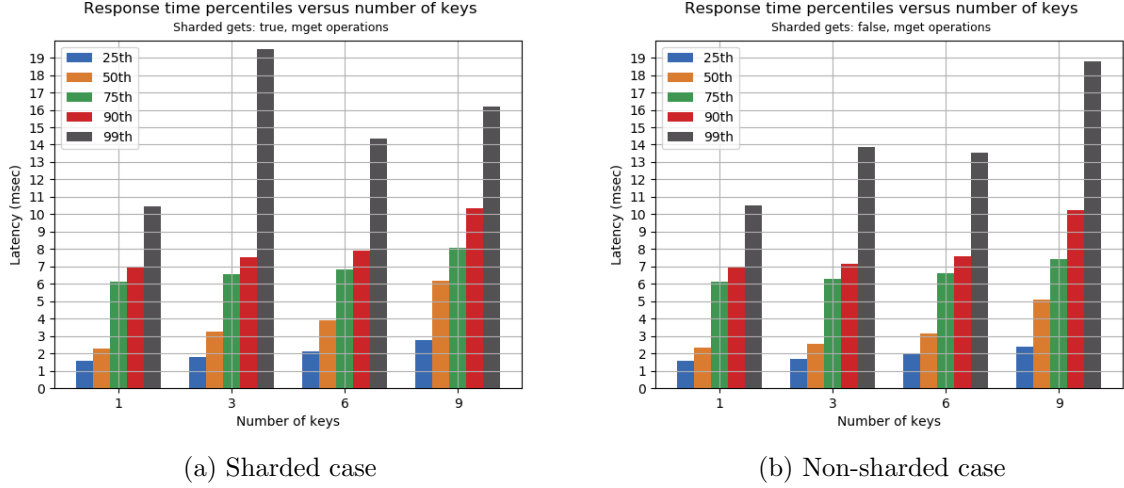 Response time percentiles versus number of keys
Sharded gets: true, mget operations
25th
50th
75th
90th
99th
19
18
17
16
15
14
13
12
11
10
9
8
7
6
5
4
3
2
1
0
Latency (msec)
1 3 6 9
Number of keys
(a) Sharded case
Response time percentiles versus number of keys
Sharded gets: false, mget operations
25th
50th
75th
90th
99th
19
18
17
16
15
14
13
12
11
10
9
8
7
6
5
4
3
2
1
0
Latency (msec)
1 3 6 9
Number of keys
(b) Non-sharded case